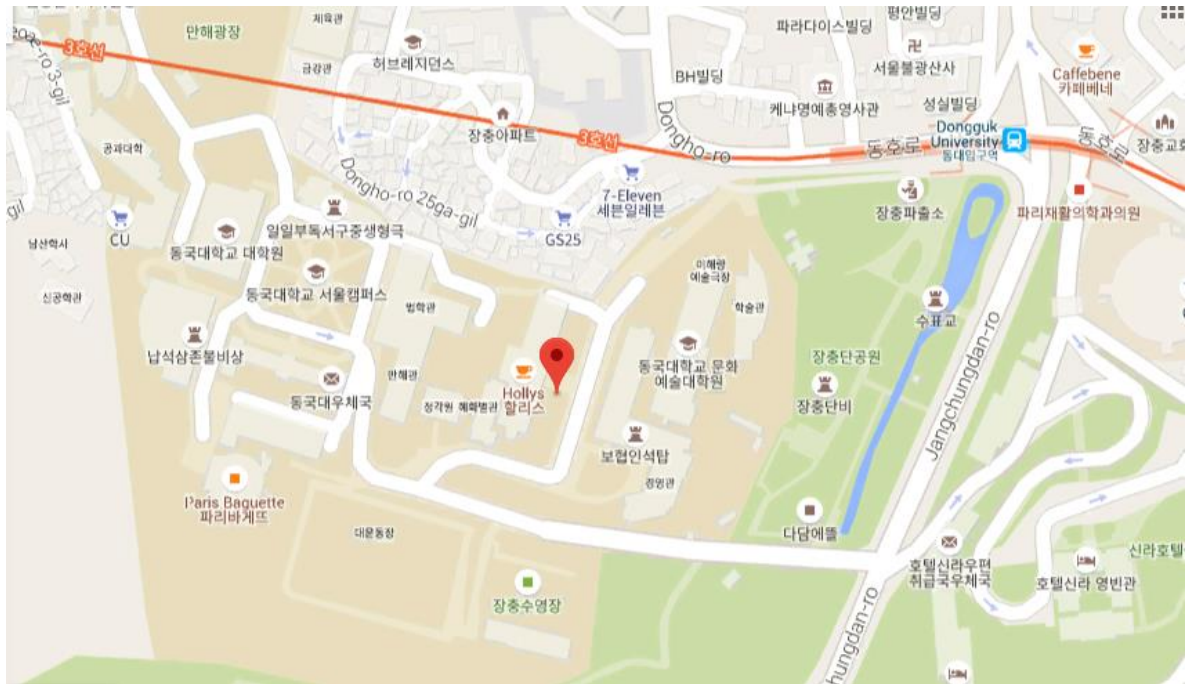 만해광장
체육관
파라다이스빌딩
평안빌딩
3호선
eoae-ro 3-gil
금강관
허브레지던스
BH빌딩
서울불광산사
Caffebene
카페베네
케냐명예총영사관
성실빌딩
공과대학
장충아파트
3호선
Dongho-ro
동호로
Dongguk
University
동대입구역
동호로
장충교회
Dongho-ro 25ga-gil
7-Eleven
세븐일레븐
장충파출소
파리재활의학과의원
gil
남산학사
CU
동국대학교 대학원
일일부독서구중생형극
GS25
신공학관
동국대학교 서울캠퍼스
법학관
이해랑
예술극장
학술관
수표교
납석삼존불비상
동국대우체국
만해관
정각원
혜화별관
Hollys
할리스
동국대학교 문화
예술대학원
장충단공원
장충단비
Jangchungdan-ro
보협인석탑
경영관
Paris Baguette
파리바게뜨
대운동장
다담에뜰
호텔신라우편
취급국우체국
호텔신라 영빈관
신라호텔
장충수영장
hungdan-ro